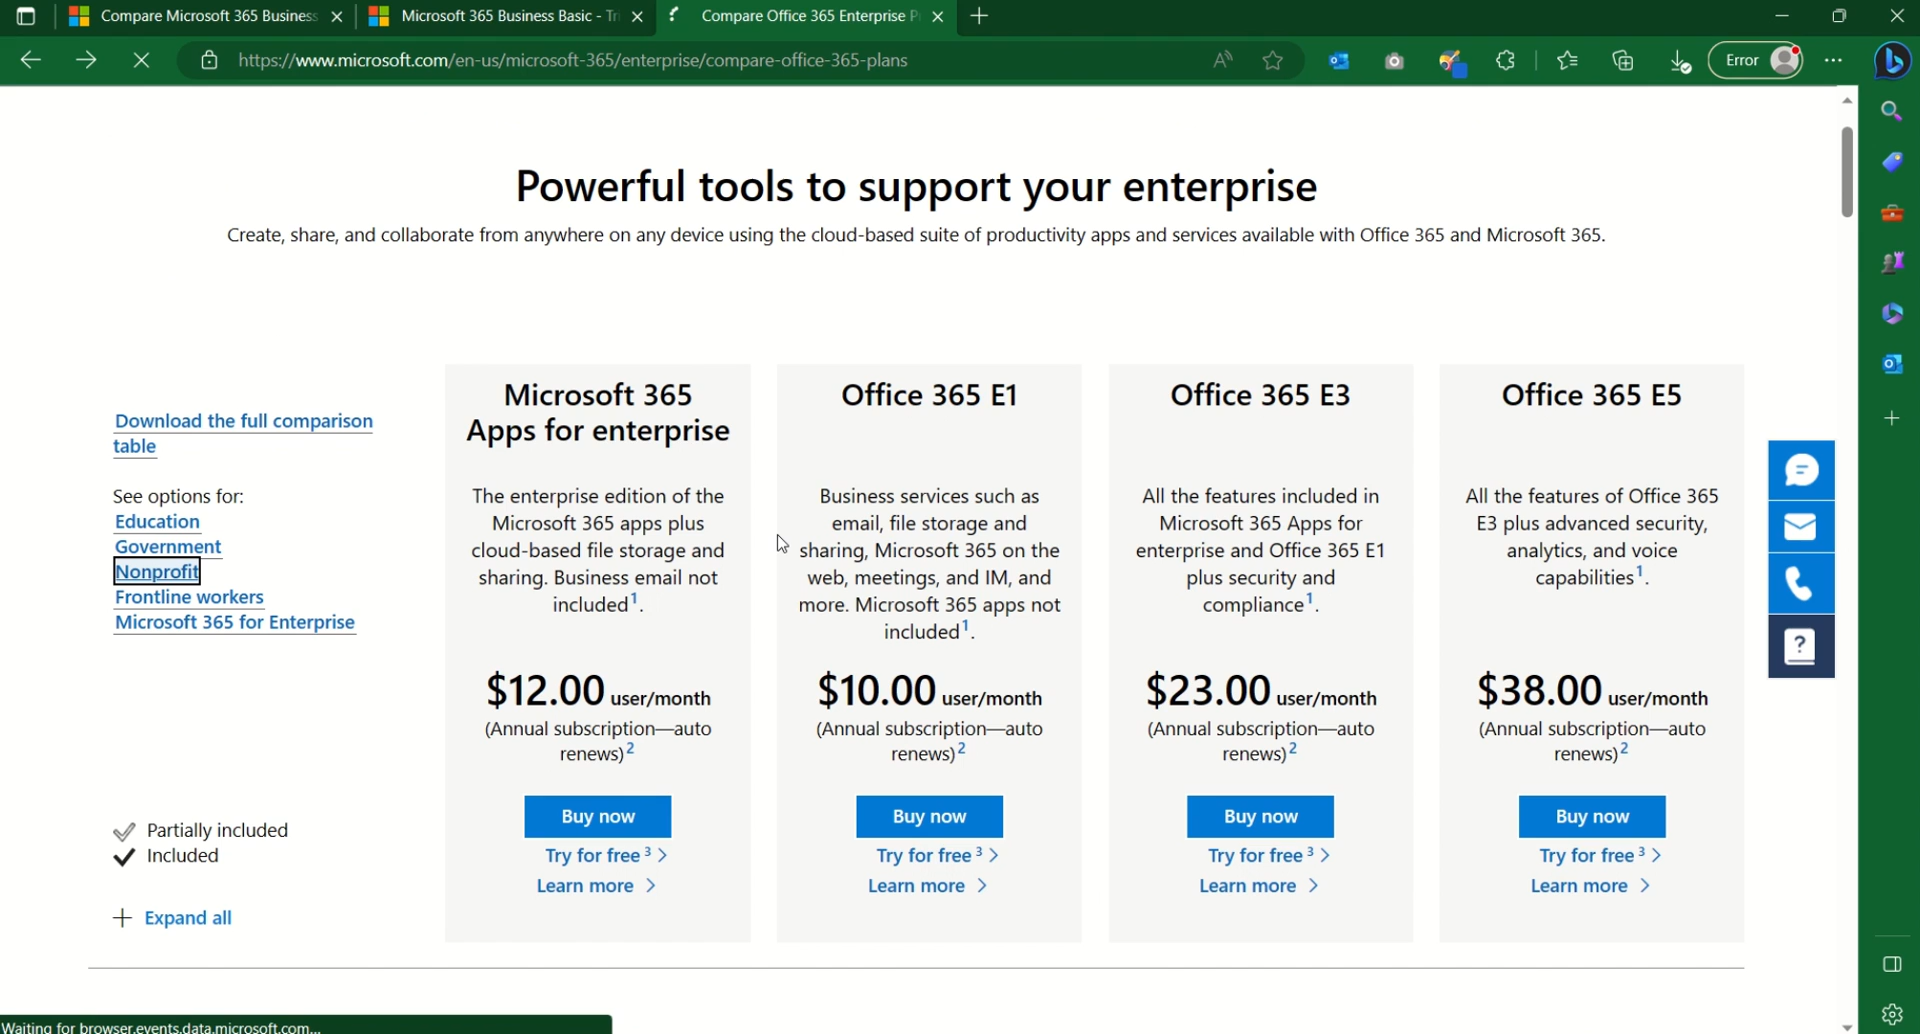 Compare Microsoft 365 Business
Microsoft 365 Business Basic - Tri
Compare Office 365 Enterprise P
https://www.microsoft.com/en-us/microsoft-365/enterprise/compare-office-365-plans
Error
Powerful tools to support your enterprise
Create, share, and collaborate from anywhere on any device using the cloud-based suite of productivity apps and services available with Office 365 and Microsoft 365.
Download the full comparison
table
See options for:
Education
Government
Nonprofit
Frontline workers
Microsoft 365 for Enterprise
Partially included
Included
Expand all
Microsoft 365
Apps for enterprise
The enterprise edition of the
Microsoft 365 apps plus
cloud-based file storage and
sharing. Business email not
included1.
$12.00 user/month
(Annual subscription—auto
renews)2
Buy now
Try for free 3
Learn more
Office 365 E1
Business services such as
email, file storage and
sharing, Microsoft 365 on the
web, meetings, and IM, and
more. Microsoft 365 apps not
included1.
$10.00 user/month
(Annual subscription—auto
renews)2
Buy now
Try for free 3
Learn more
Office 365 E3
All the features included in
Microsoft 365 Apps for
enterprise and Office 365 E1
plus security and
compliance1.
$23.00 user/month
(Annual subscription—auto
renews)2
Buy now
Try for free 3
Learn more
Office 365 E5
All the features of Office 365
E3 plus advanced security,
analytics, and voice
capabilities1.
$38.00 user/month
(Annual subscription—auto
renews)2
Buy now
Try for free 3
Learn more
Waiting for browser.events.data.microsoft.com...